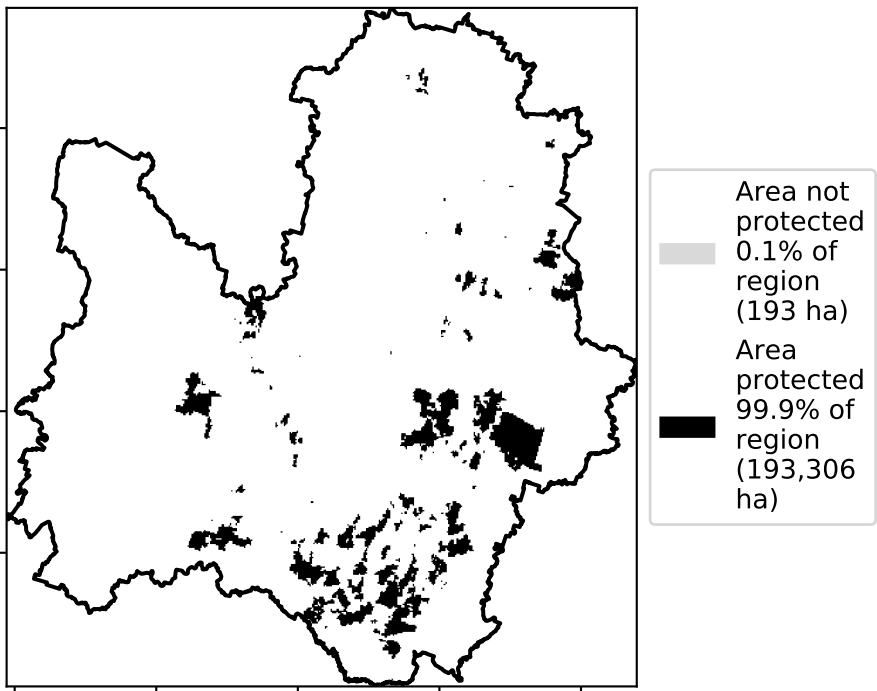 Area not
protected
0.1% of
region
(193 ha)
Area
protected
99.9% of
region
(193,306
ha)